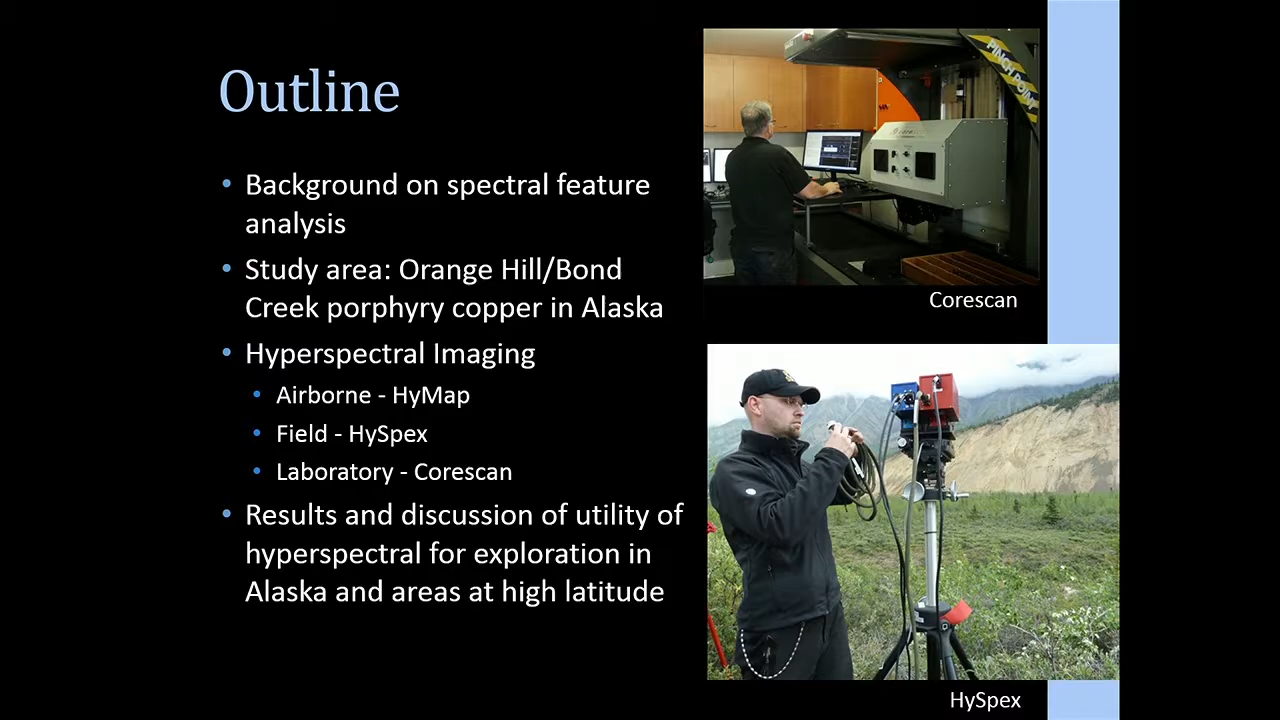 Outline
• Background on spectral feature
analysis
• Study area: Orange Hill/Bond
Creek porphyry copper in Alaska
• Hyperspectral Imaging
• Airborne - HyMap
• Field - HySpex
• Laboratory - Corescan
• Results and discussion of utility of
hyperspectral for exploration in
Alaska and areas at high latitude
PINCH POINT
Corescan
HySpex